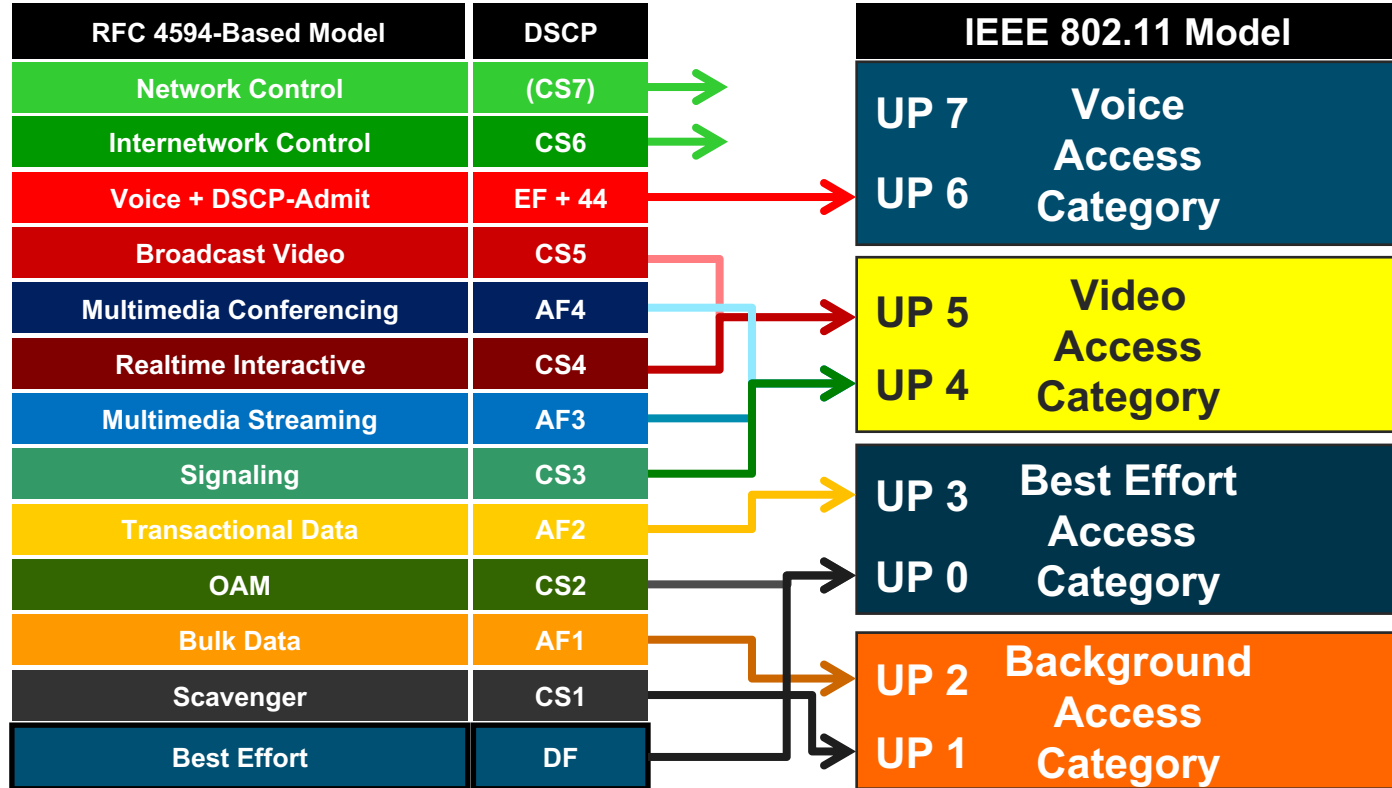 RFC 4594-Based Model DSCP
Network Control (CS7)
Internetwork Control CS6
Voice + DSCP-Admit EF + 44
Broadcast Video CS5
Multimedia Conferencing AF4
Realtime Interactive CS4
Multimedia Streaming AF3
Signaling CS3
Transactional Data AF2
OAM CS2
Bulk Data AF1
Scavenger CS1
Best Effort DF
IEEE 802.11 Model
UP 7
UP 6
Voice
Access
Category
UP 5
UP 4
Video
Access
Category
UP 3
UP 0
Best Effort
Access
Category
UP 2
UP 1
Background
Access
Category